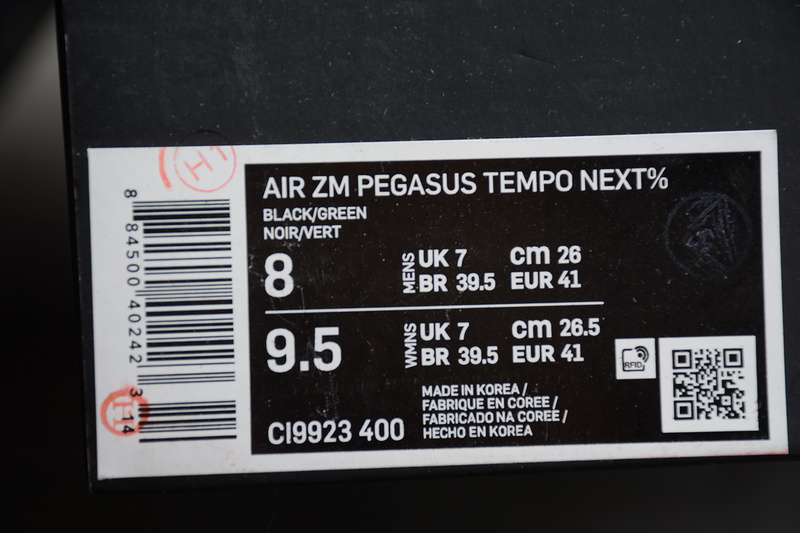 AIR ZM PEGASUS TEMPO NEXT%
BLACK/GREEN
NOIR/VERT
8
MENS
UK 7 cm 26
BR 39.5 EUR 41
9.5
WMNS
UK 7 cm 26.5
BR 39.5 EUR 41
RFID
CI9923 400
MADE IN KOREA/
FABRIQUE EN COREE/
FABRICADO NA COREE/
HECHO EN KOREA
8 84500 40242 3 14
H
H